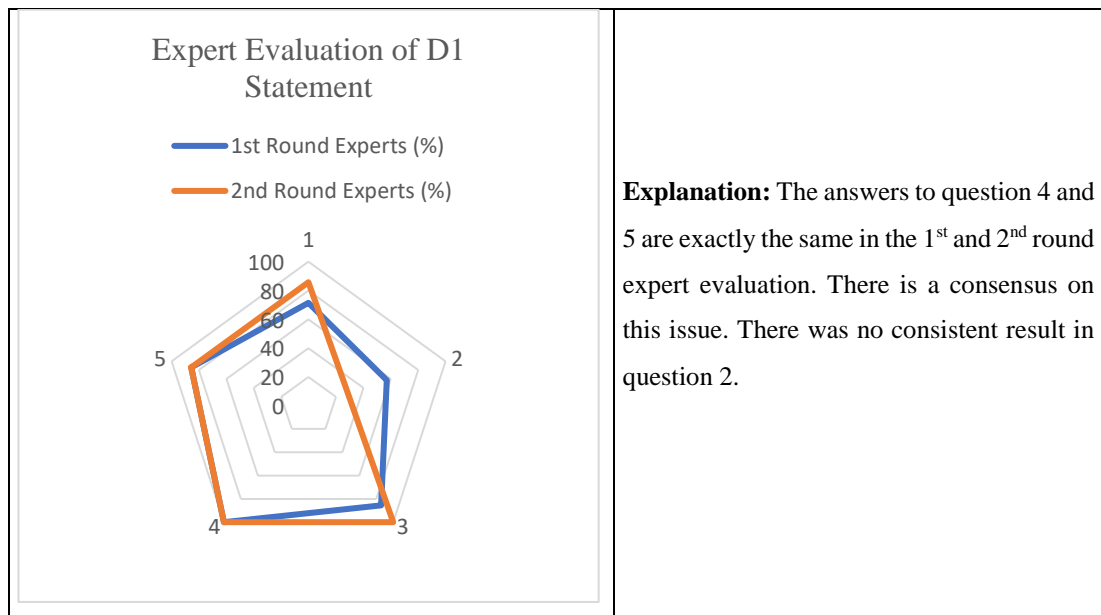 Expert Evaluation of D1
Statement
1st Round Experts (%)
2nd Round Experts (%)
1
100
80
60
40
20
0
2
3
4
5
Explanation: The answers to question 4 and
5 are exactly the same in the 1st and 2nd round
expert evaluation. There is a consensus on
this issue. There was no consistent result in
question 2.